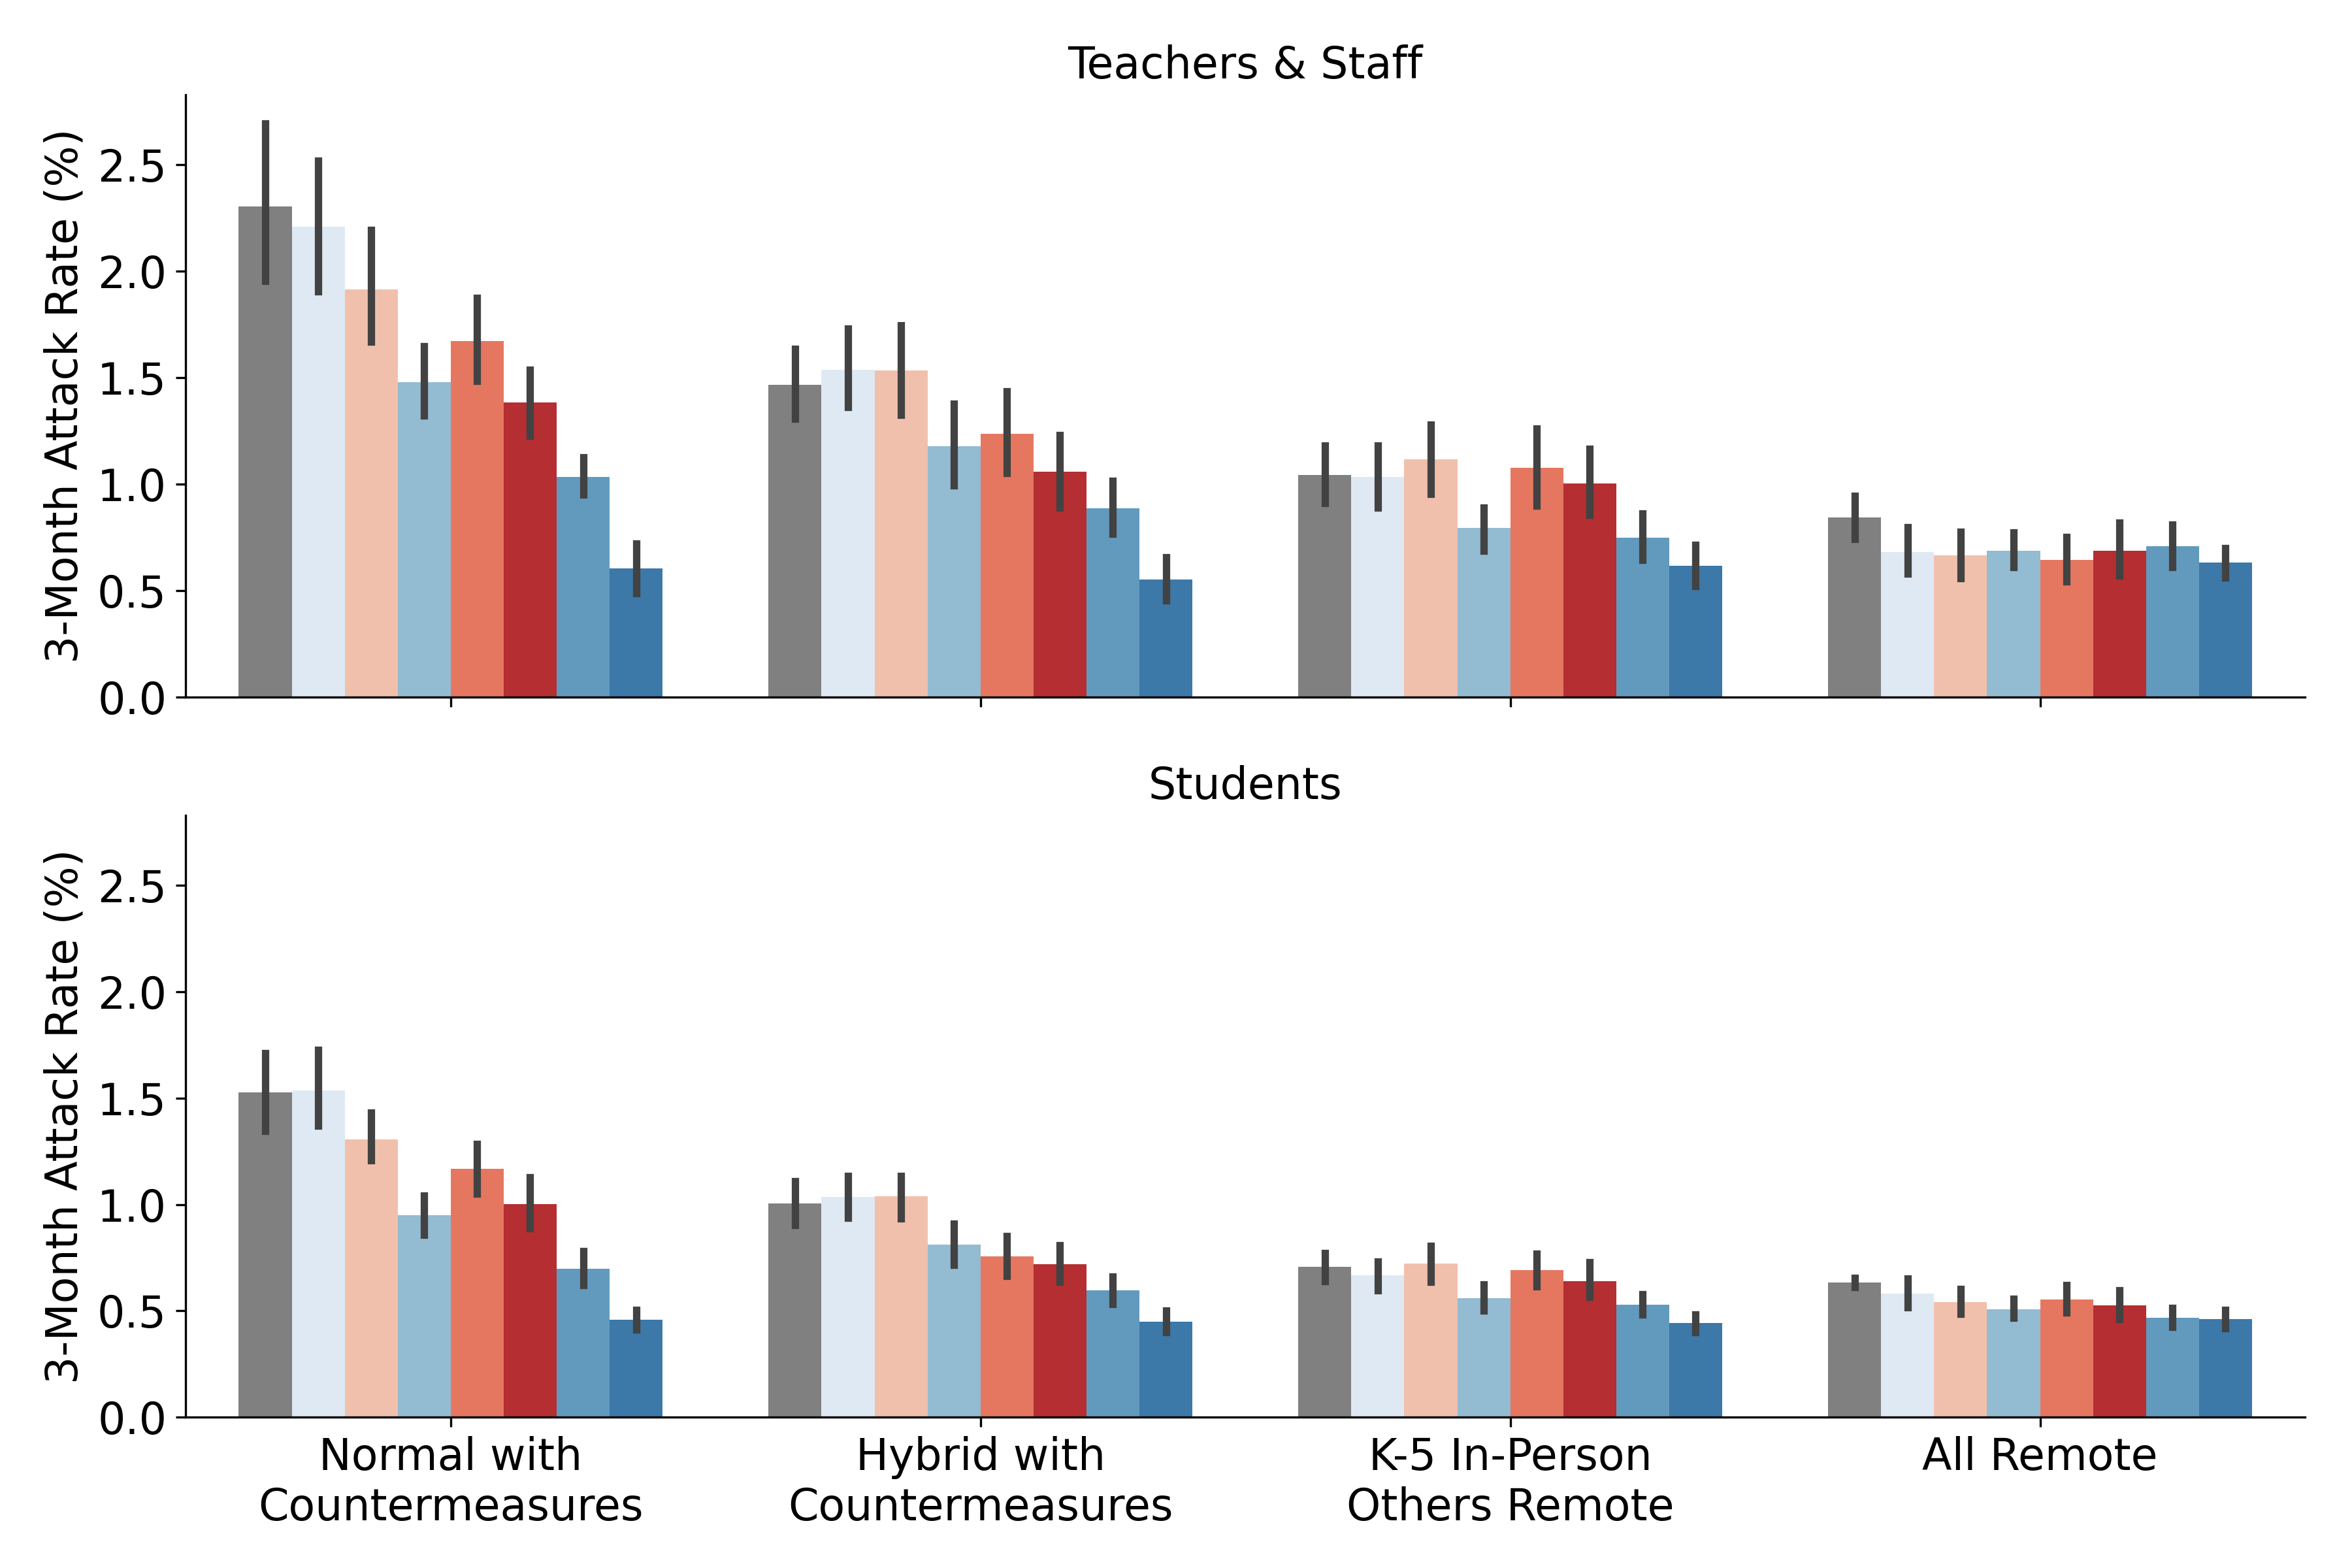 Teachers & Staff
3-Month Attack Rate (%)
2.5
2.0
1.5
1.0
0.5
0.0
Students
3-Month Attack Rate (%)
2.5
2.0
1.5
1.0
0.5
0.0
Normal with
Countermeasures
Hybrid with
Countermeasures
K-5 In-Person
Others Remote
All Remote